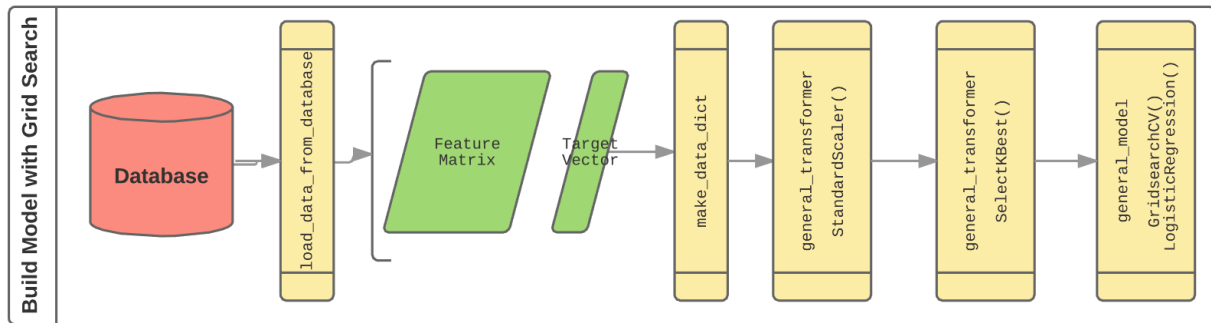 Build Model with Grid Search
Database
load_data_from_database
Feature
Matrix
Target
Vector
make_data_dict
general_transformer
StandardScaler()
general_transformer
SelectKBest()
general_model
GridsearchCV()
LogisticRegression()